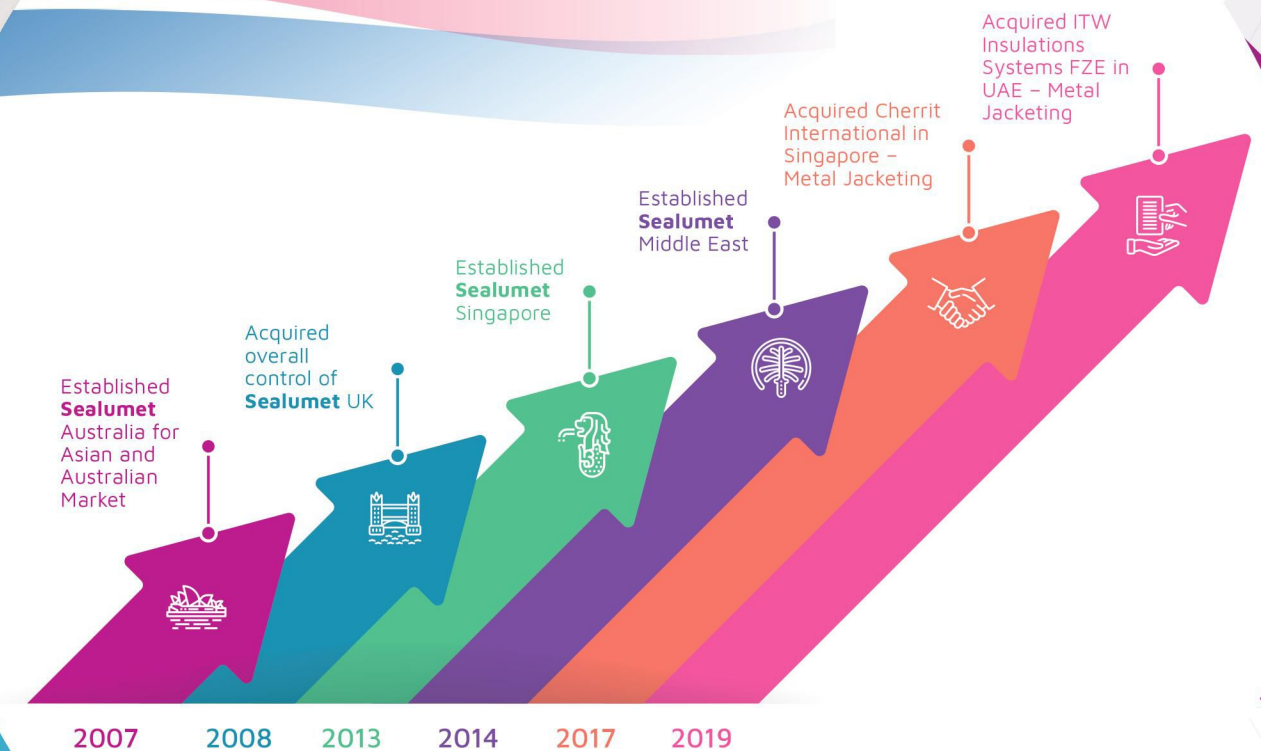 Acquired ITW
Insulations
Systems FZE in
UAE – Metal
Jacketing
Acquired Cherrit
International in
Singapore –
Metal Jacketing
Established
Sealumet
Middle East
Established
Sealumet
Singapore
Acquired
overall
control of
Sealumet UK
Established
Sealumet
Australia for
Asian and
Australian
Market
2007 2008 2013 2014 2017 2019